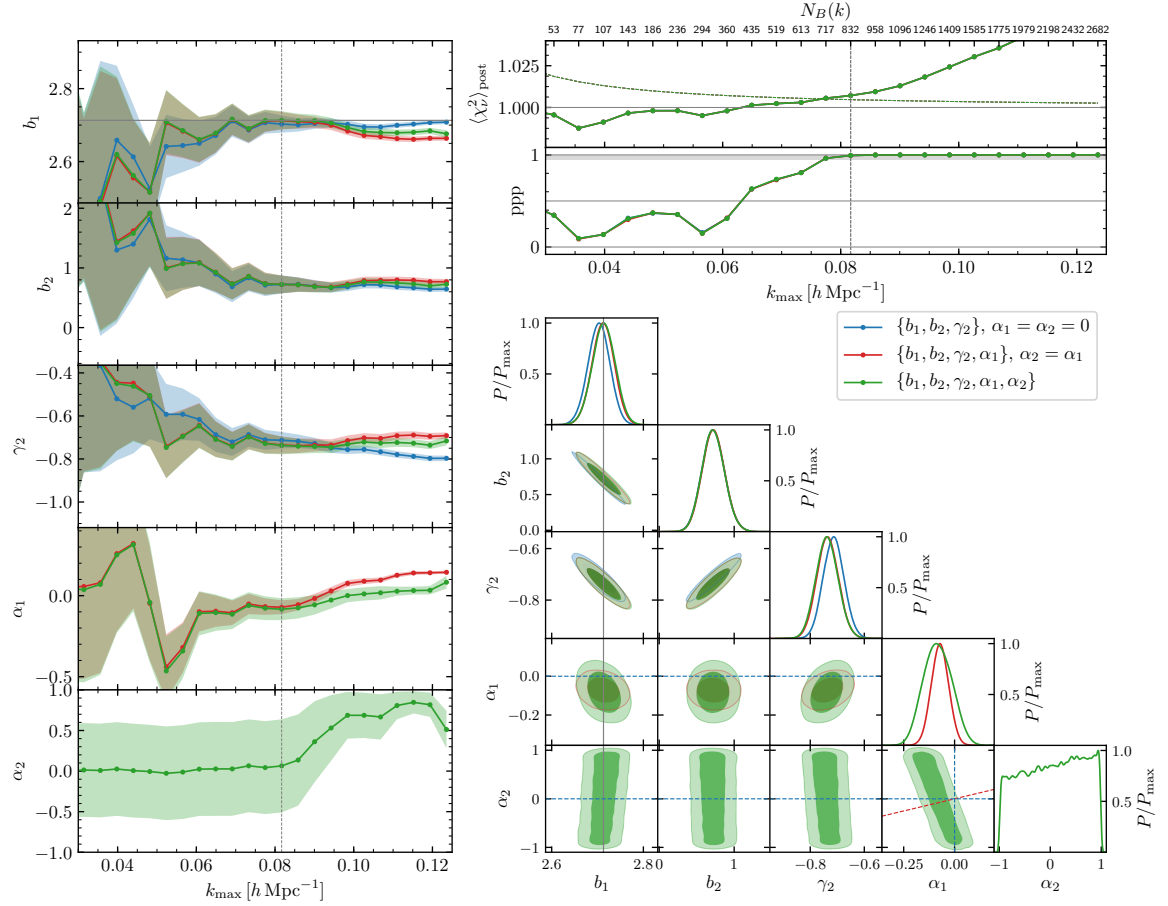 N_B(k)
53 77 107 143 186 236 294 360 435 519 613 717 832 958 1096 1246 1409 1585 1775 1979 2198 2432 2682
1.025
1.000
⟨χ²_ν⟩_post
1
0
ppp
0.04 0.06 0.08 0.10 0.12
k_max [h Mpc⁻¹]
{b₁, b₂, γ₂}, α₁ = α₂ = 0
{b₁, b₂, γ₂, α₁}, α₂ = α₁
{b₁, b₂, γ₂, α₁, α₂}
2.8
2.6
b₁
2
1
0
b₂
−0.4
−0.6
−0.8
−1.0
γ₂
0.0
−0.5
α₁
1.0
0.5
0.0
−0.5
−1.0
α₂
0.04 0.06 0.08 0.10 0.12
k_max [h Mpc⁻¹]
1.0
0.5
0.0
P/P_max
1.0
0.5
0.0
b₂
1.0
0.5
P/P_max
−0.6
−0.8
γ₂
1.0
0.5
P/P_max
0.0
−0.2
α₁
1.0
0.5
P/P_max
1
0
−1
α₂
1.0
0.5
P/P_max
2.6 2.8
b₁
0 1
b₂
−0.8 −0.6
γ₂
−0.25 0.00
α₁
−1 0 1
α₂